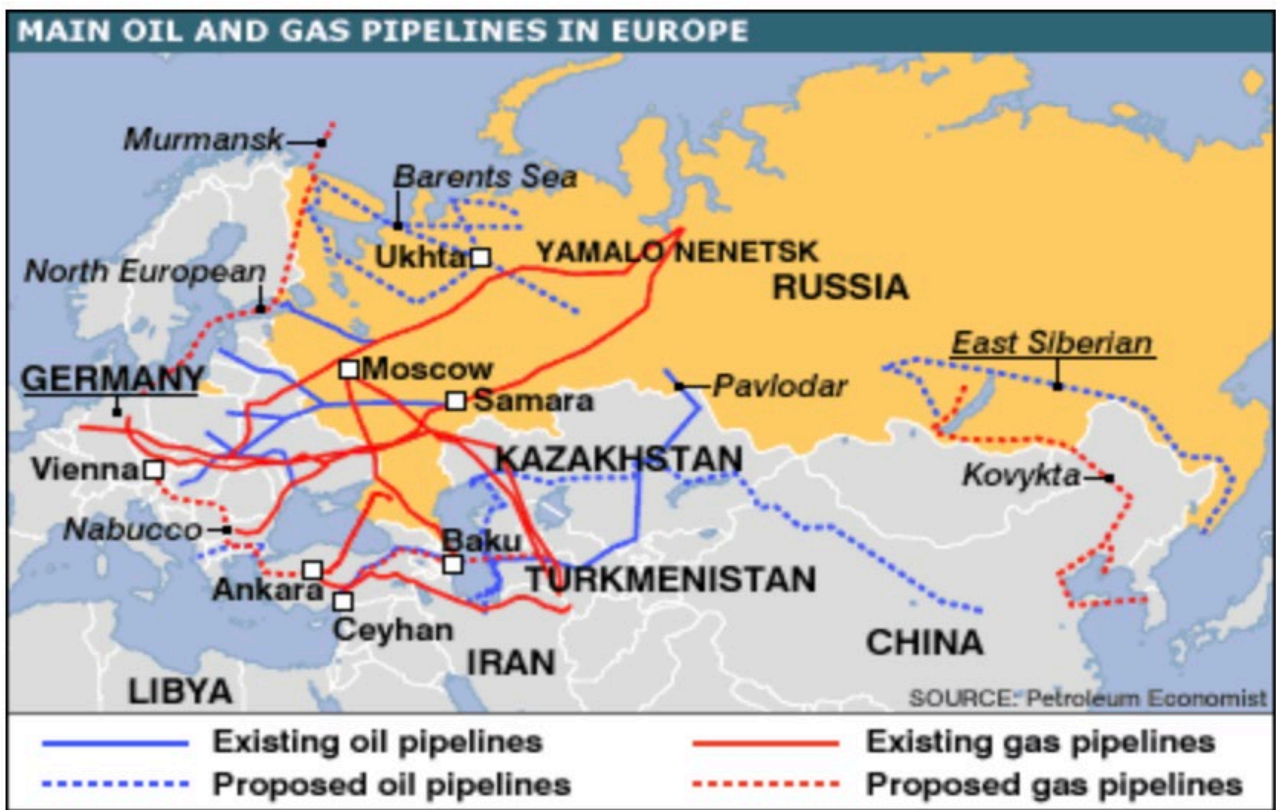 MAIN OIL AND GAS PIPELINES IN EUROPE
Murmansk
Barents Sea
Ukhta
YAMALO NENETSK
North European
RUSSIA
East Siberian
GERMANY
Moscow
Pavlodar
Samara
Vienna
KAZAKHSTAN
Kovykta
Nabucco
Baku
Ankara
TURKMENISTAN
Ceyhan
CHINA
IRAN
LIBYA
SOURCE: Petroleum Economist
Existing oil pipelines
Existing gas pipelines
Proposed oil pipelines
Proposed gas pipelines